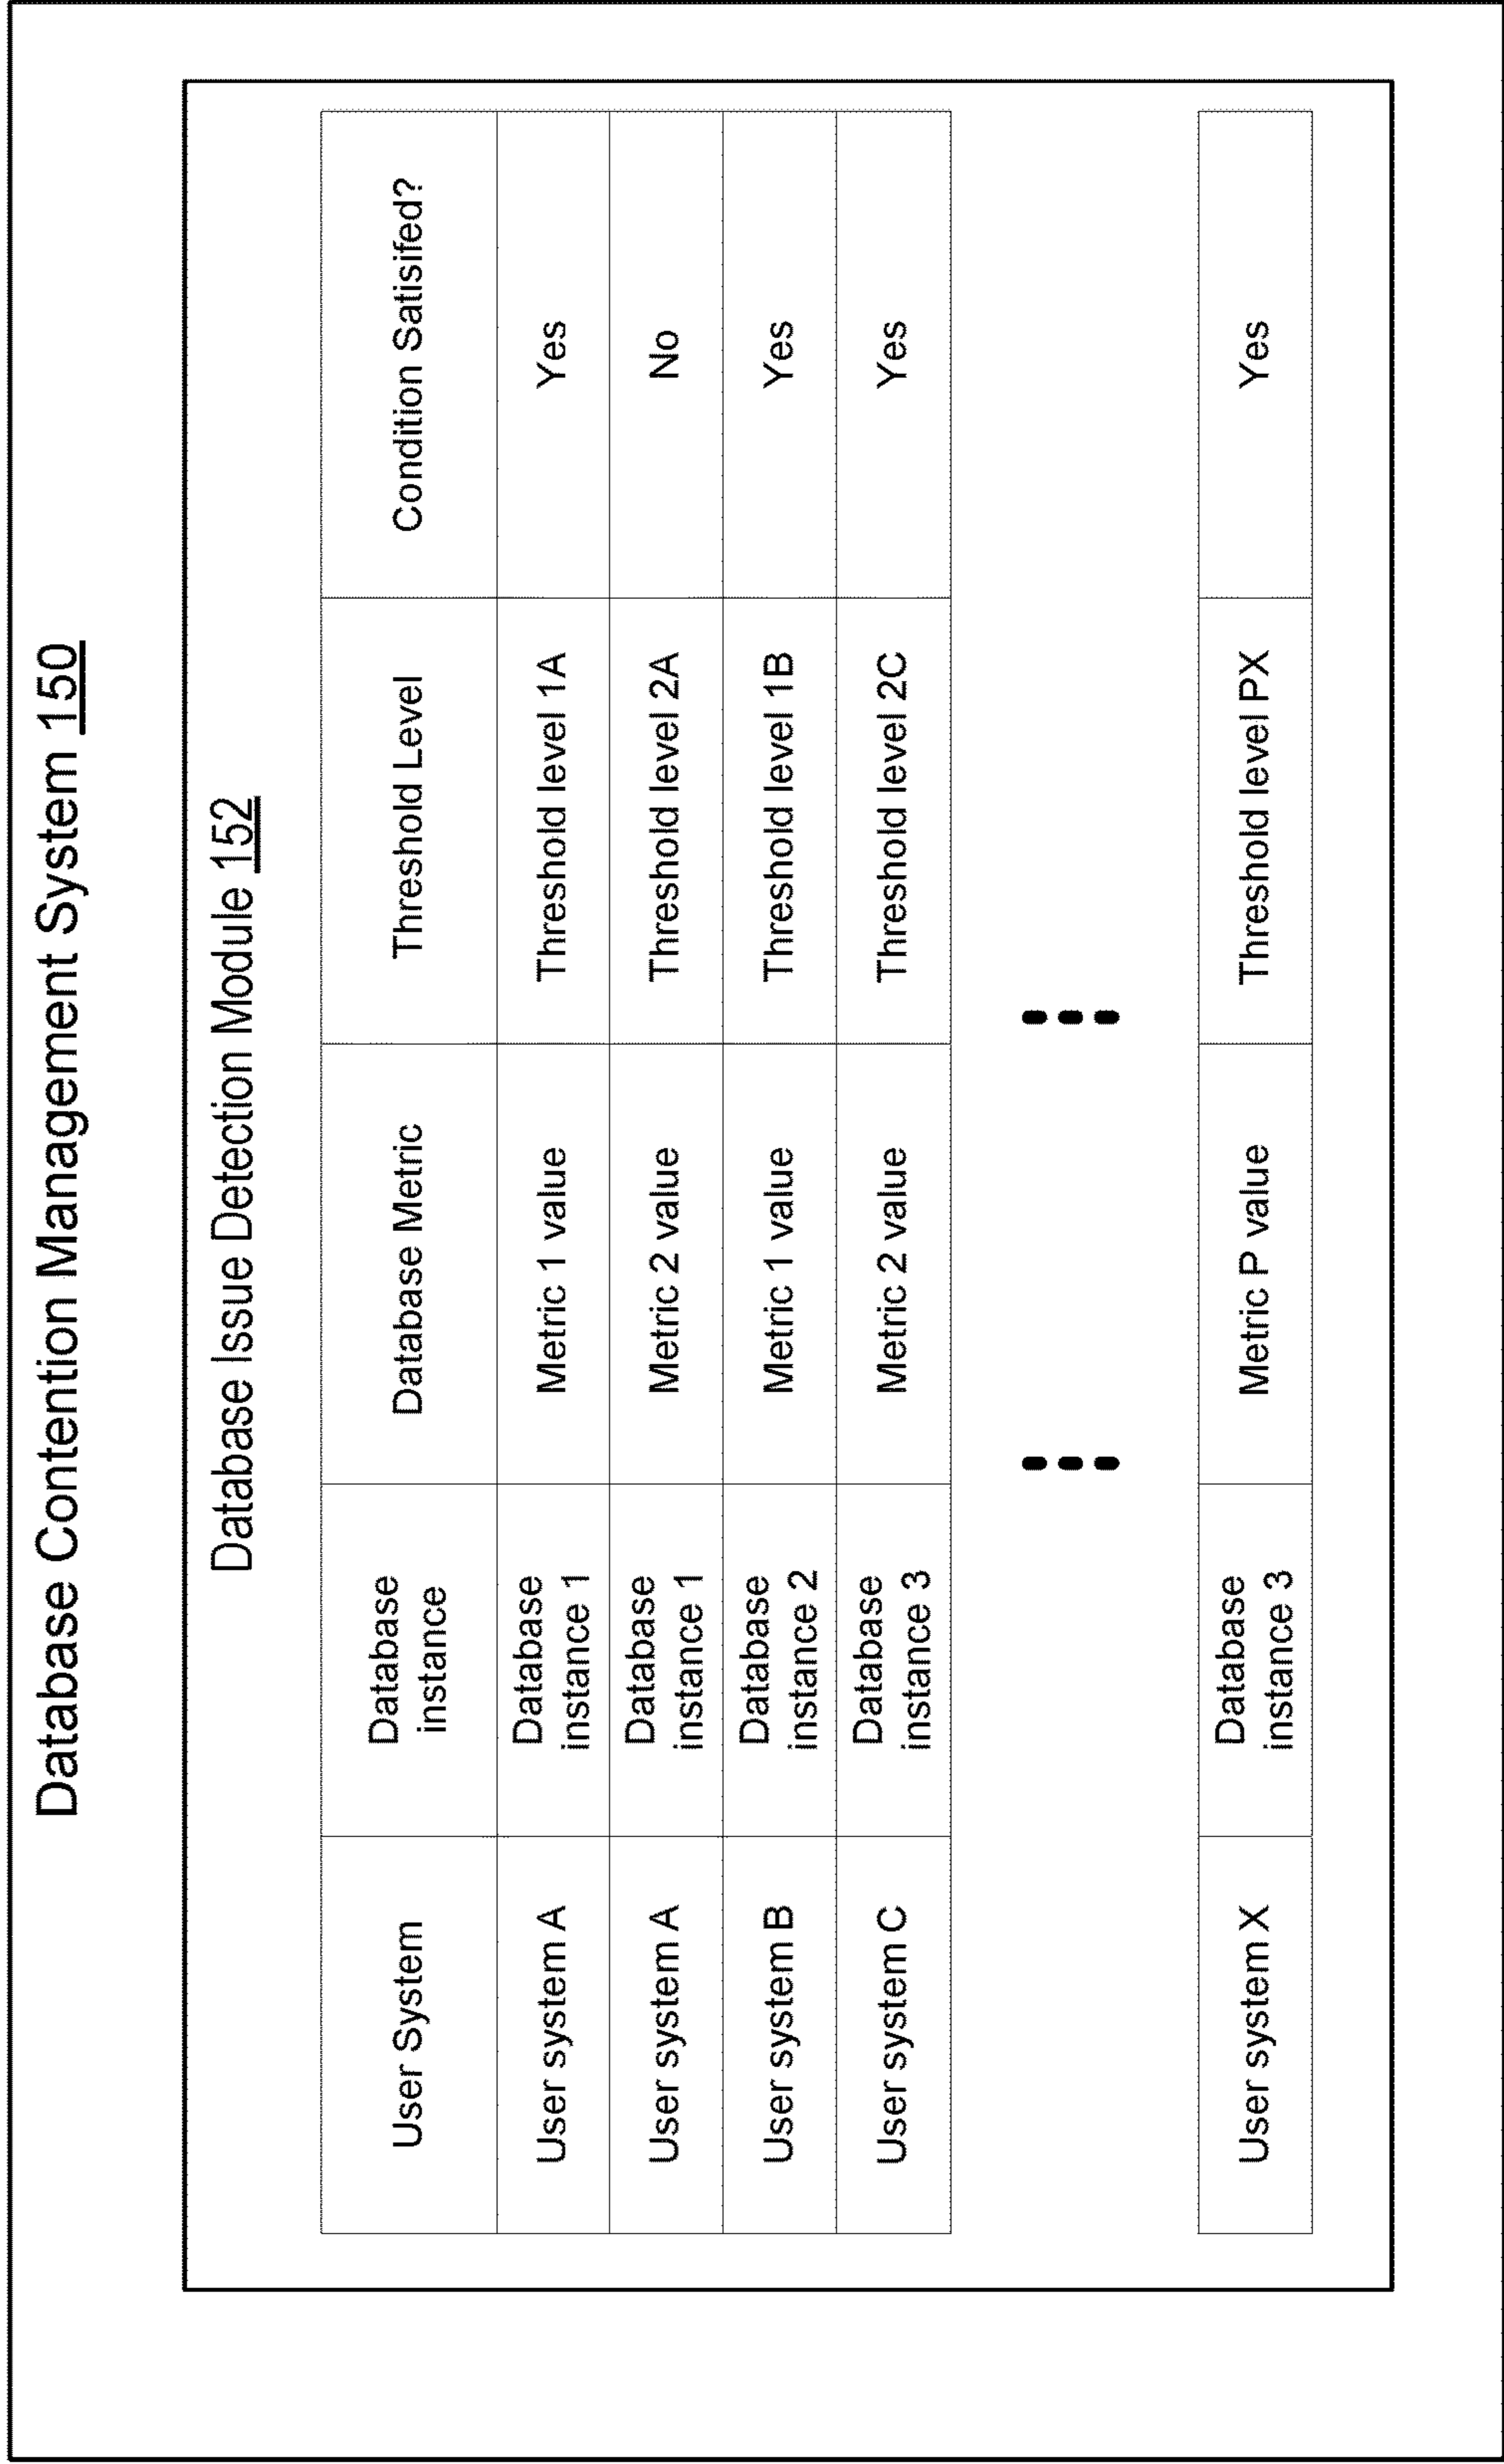 Database Contention Management System 150
Database Issue Detection Module 152
User System
Database
instance
Database Metric
Threshold Level
Condition Satisifed?
User system A
Database
instance 1
Metric 1 value
Threshold level 1A
Yes
User system A
Database
instance 1
Metric 2 value
Threshold level 2A
No
User system B
Database
instance 2
Metric 1 value
Threshold level 1B
Yes
User system C
Database
instance 3
Metric 2 value
Threshold level 2C
Yes
User system X
Database
instance 3
Metric P value
Threshold level PX
Yes